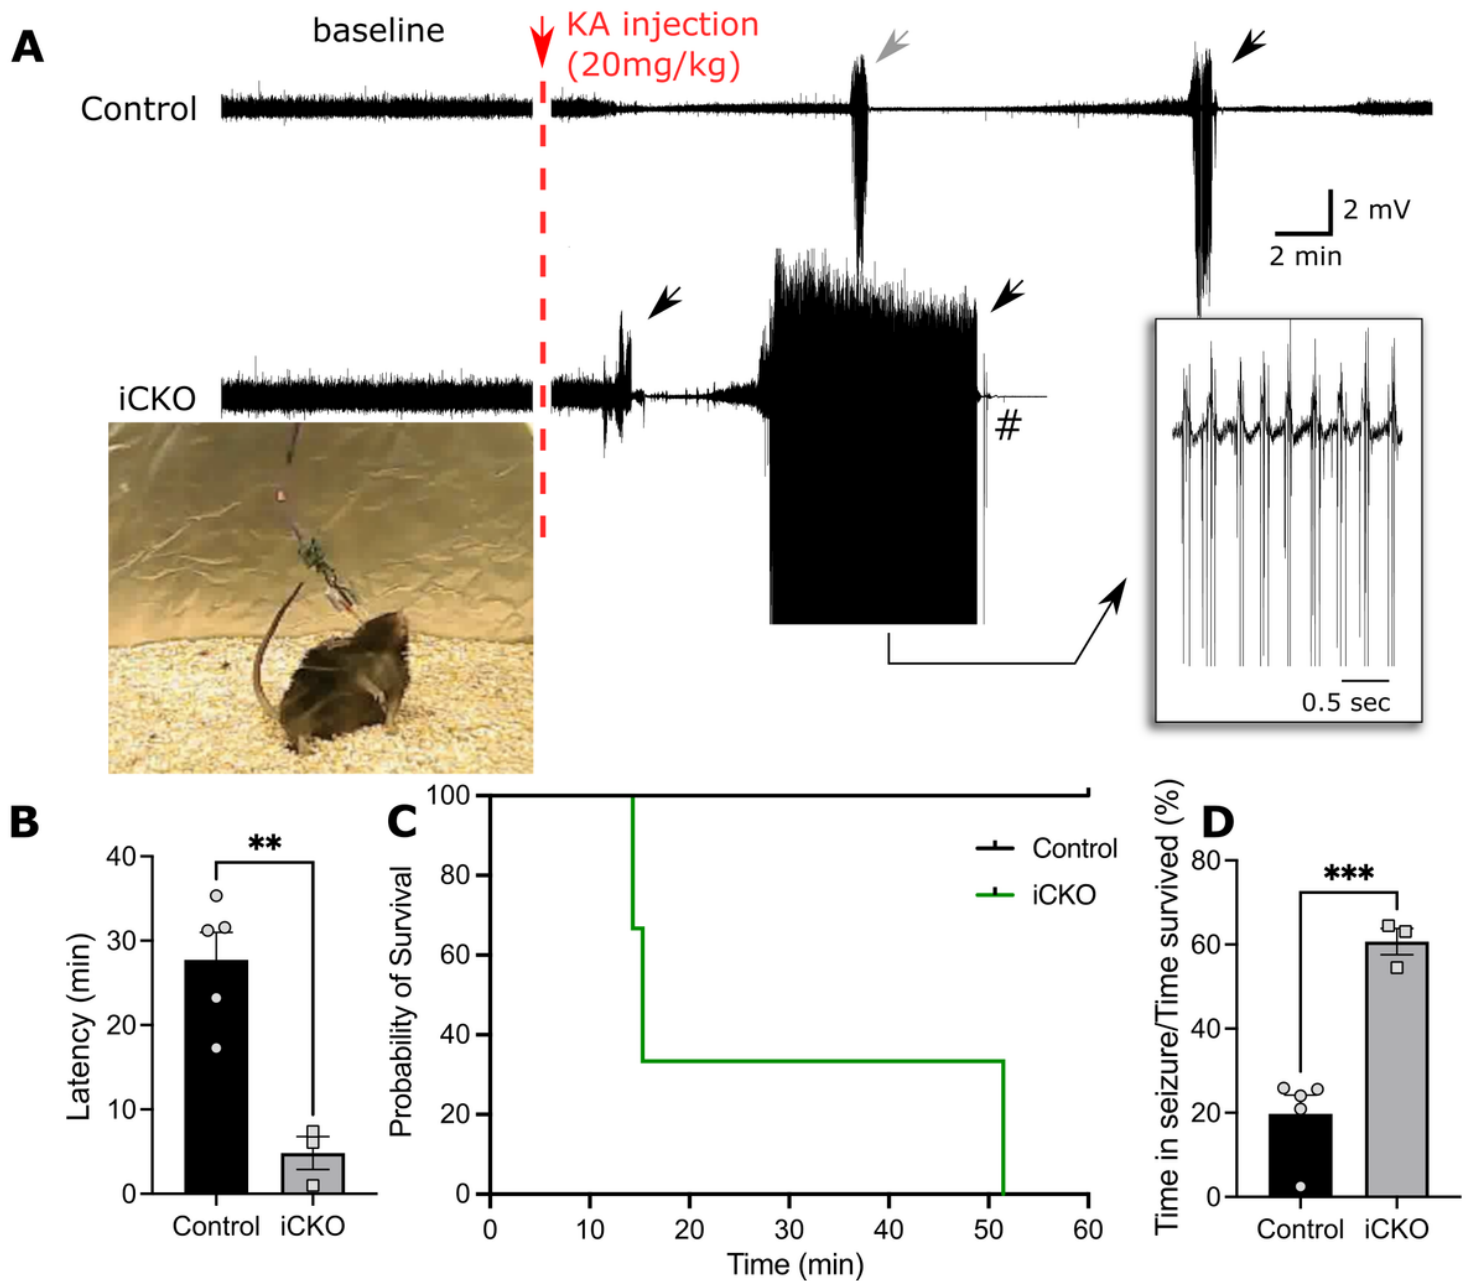 A
baseline
KA injection
(20mg/kg)
Control
2 mV
2 min
iCKO
#
0.5 sec
B
**
Latency (min)
40
30
20
10
0
Control
iCKO
C
Probability of Survival
100
80
60
40
20
0
Control
iCKO
0 10 20 30 40 50 60
Time (min)
D
***
Time in seizure/Time survived (%)
80
60
40
20
0
Control
iCKO